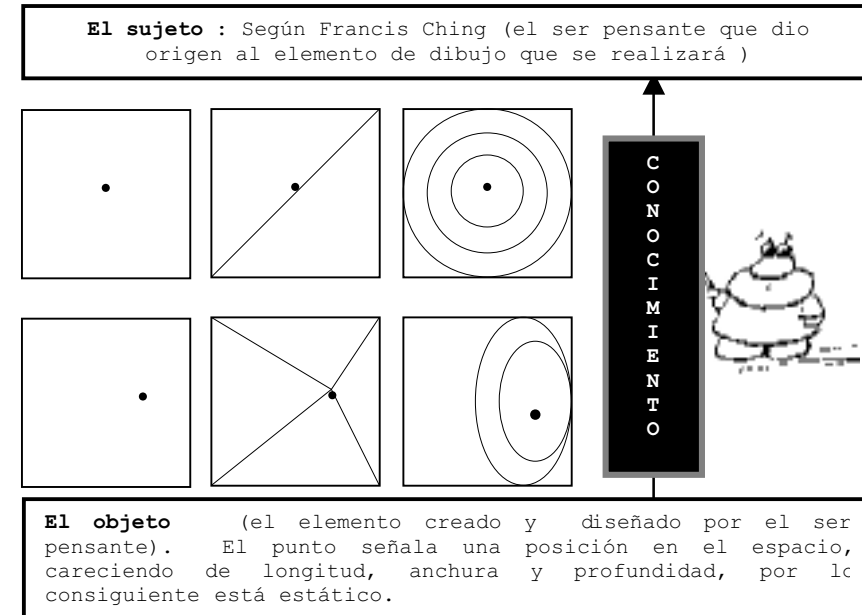 El sujeto : Según Francis Ching (el ser pensante que dio
origen al elemento de dibujo que se realizará )
CONOCIMIENTO
El objeto (el elemento creado y diseñado por el ser
pensante). El punto señala una posición en el espacio,
careciendo de longitud, anchura y profundidad, por lo
consiguiente está estático.